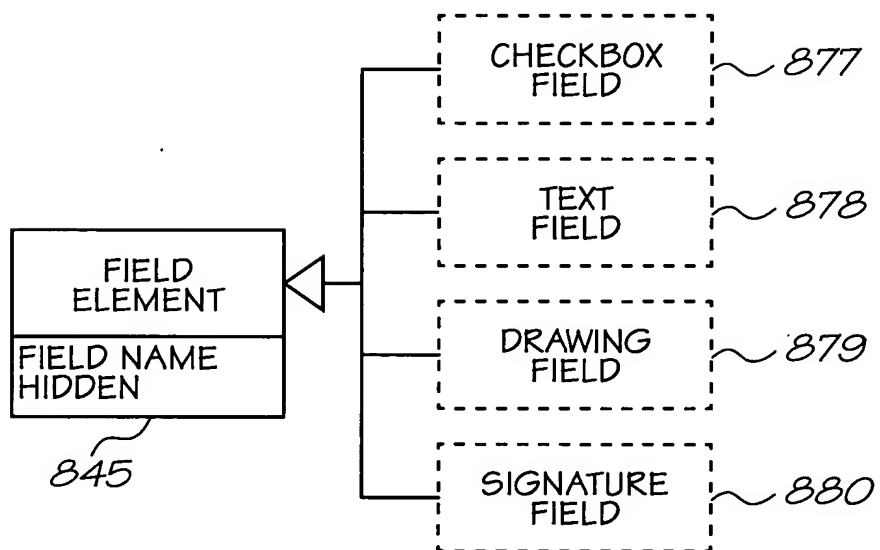 CHECKBOX
FIELD
877
TEXT
FIELD
878
FIELD
ELEMENT
FIELD NAME
HIDDEN
845
DRAWING
FIELD
879
SIGNATURE
FIELD
880